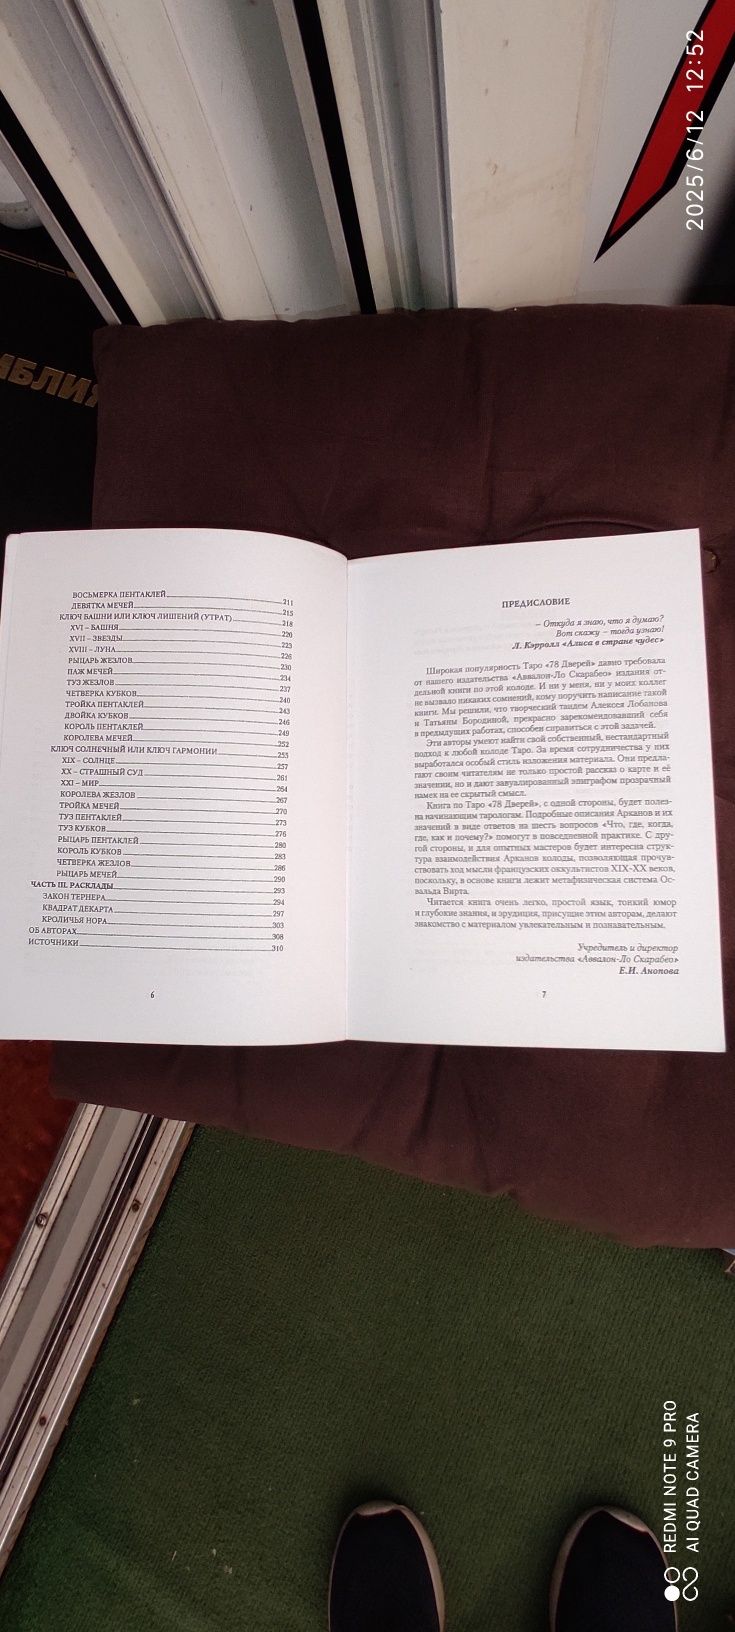 2025/6/12 12:52
ИБЛИЯ
ВОСЬМЕРКА ПЕНТАКЛЕЙ 211
ДЕВЯТКА МЕЧЕЙ 215
КЛЮЧ БАШНИ ИЛИ КЛЮЧ ЛИШЕНИЙ (УТРАТ) 218
XVI – БАШНЯ 220
XVII – ЗВЕЗДЫ 223
XVIII – ЛУНА 226
РЫЦАРЬ ЖЕЗЛОВ 230
ПАЖ МЕЧЕЙ 234
ТУЗ ЖЕЗЛОВ 237
ЧЕТВЕРКА КУБКОВ 240
ТРОЙКА ПЕНТАКЛЕЙ 243
ДВОЙКА КУБКОВ 246
КОРОЛЬ ПЕНТАКЛЕЙ 249
КОРОЛЕВА МЕЧЕЙ 252
КЛЮЧ СОЛНЕЧНЫЙ ИЛИ КЛЮЧ ГАРМОНИИ 255
XIX – СОЛНЦЕ 257
XX – СТРАШНЫЙ СУД 261
XXI – МИР 264
КОРОЛЕВА ЖЕЗЛОВ 267
ТРОЙКА МЕЧЕЙ 270
ТУЗ ПЕНТАКЛЕЙ 273
ТУЗ КУБКОВ 276
РЫЦАРЬ ПЕНТАКЛЕЙ 280
КОРОЛЬ КУБКОВ 283
ЧЕТВЕРКА ЖЕЗЛОВ 286
РЫЦАРЬ МЕЧЕЙ 290
ЧАСТЬ III. РАСКЛАДЫ 293
ЗАКОН ТЕРНЕРА 294
КВАДРАТ ДЕКАРТА 297
КРОЛИЧЬЯ НОРА 303
ОБ АВТОРАХ 308
ИСТОЧНИКИ 310
6
ПРЕДИСЛОВИЕ
– Откуда я знаю, что я думаю?
Вот скажу – тогда узнаю!
Л. Кэрролл «Алиса в стране чудес»
Широкая популярность Таро «78 Дверей» давно требовала
от нашего издательства «Аввалон-Ло Скарабео» издания от-
дельной книги по этой колоде. И ни у меня, ни у моих коллег
не вызвало никаких сомнений, кому поручить написание такой
книги. Мы решили, что творческий тандем Алексея Лобанова
и Татьяны Бородиной, прекрасно зарекомендовавший себя
в предыдущих работах, способен справиться с этой задачей.
Эти авторы умеют найти свой собственный, нестандартный
подход к любой колоде Таро. За время сотрудничества у них
выработался особый стиль изложения материала. Они предла-
гают своим читателям не только простой рассказ о карте и её
значении, но и дают завуалированный эпиграфом прозрачный
намек на ее скрытый смысл.
Книга по Таро «78 Дверей», с одной стороны, будет полез-
на начинающим тарологам. Подробные описания Арканов и их
значений в виде ответов на шесть вопросов «Что, где, когда,
где, как и почему?» помогут в повседневной практике. С дру-
гой стороны, и для опытных мастеров будет интересна струк-
тура взаимодействия Арканов колоды, позволяющая прочув-
ствовать ход мысли французских оккультистов XIX-XX веков,
поскольку, в основе книги лежит метафизическая система Ос-
вальда Вирта.
Читается книга очень легко, простой язык, тонкий юмор
и глубокие знания, и эрудиция, присущие этим авторам, делают
знакомство с материалом увлекательным и познавательным.
Учредитель и директор
издательства «Аввалон-Ло Скарабео»
Е.И. Анопова
7
REDMI NOTE 9 PRO
AI QUAD CAMERA